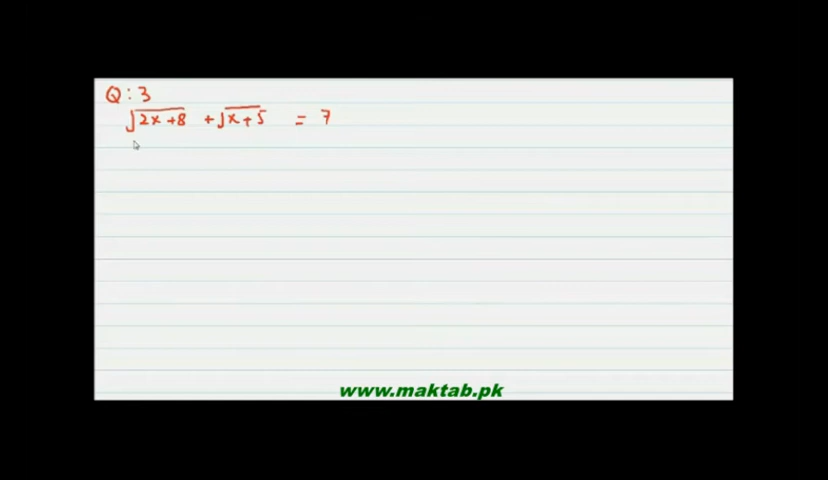 Q: 3
√2x+8 + √x+5 = 7
www.maktab.pk